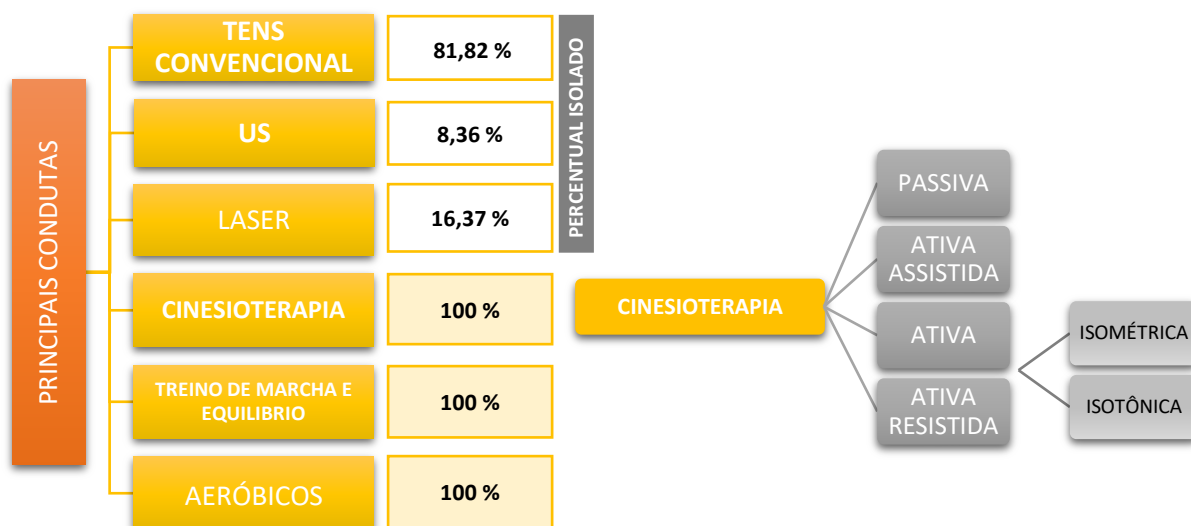 PRINCIPAIS CONDUTAS
TENS
CONVENCIONAL
81,82 %
US
8,36 %
LASER
16,37 %
PERCENTUAL ISOLADO
CINESIOTERAPIA
100 %
TREINO DE MARCHA E
EQUILIBRIO
100 %
AERÓBICOS
100 %
CINESIOTERAPIA
PASSIVA
ATIVA
ASSISTIDA
ATIVA
ATIVA
RESISTIDA
ISOMÉTRICA
ISOTÔNICA